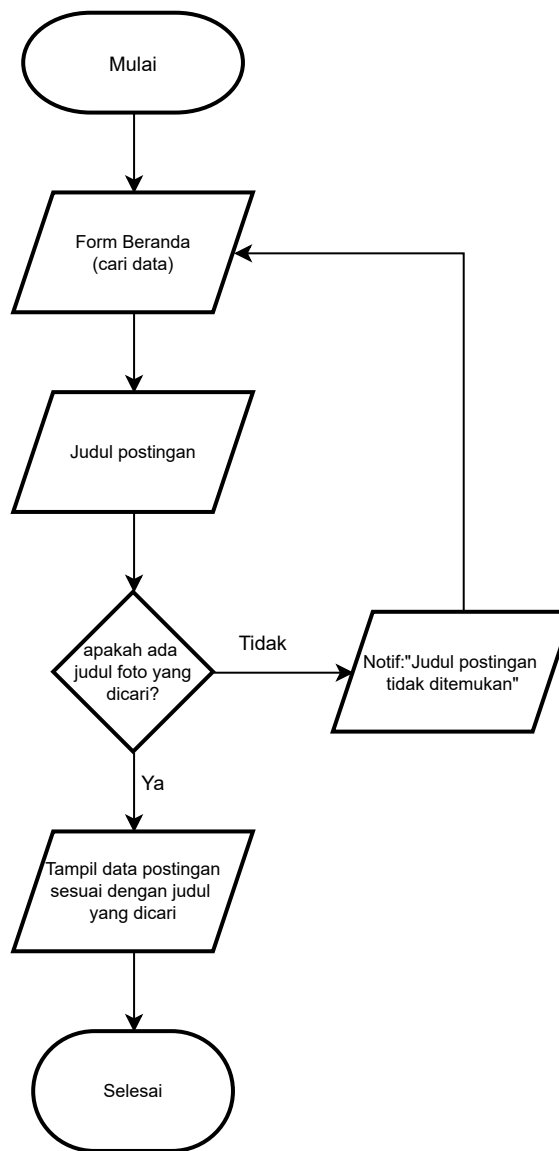 Mulai
Form Beranda
(cari data)
Judul postingan
apakah ada
judul foto yang
dicari?
Tidak
Notif:"Judul postingan
tidak ditemukan"
Ya
Tampil data postingan
sesuai dengan judul
yang dicari
Selesai